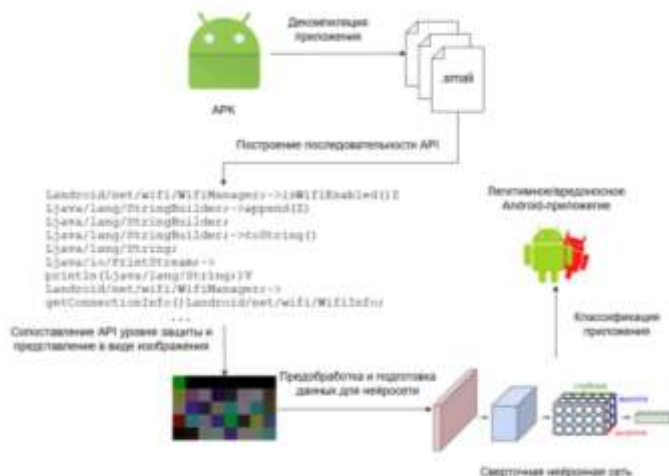 Декомпиляция
приложения
.smali
APK
Построение последовательности API
Landroid/net/wifi/WifiManager;->isWifiEnabled()Z
Ljava/lang/StringBuilder;->append(Z)
Ljava/lang/StringBuilder;
Ljava/lang/StringBuilder;->toString()
Ljava/lang/String;
Ljava/io/PrintStream;->
println(Ljava/lang/String;)V
Landroid/net/wifi/WifiManager;->
getConnectionInfo()Landroid/net/wifi/WifiInfo;
...
Легитимное/вредоносное
Android-приложение
Сопоставление API уровня защиты и
представление в виде изображения
Классификация
приложения
Предобработка и подготовка
данных для нейросети
глубина
высота
Сверточная нейронная сеть